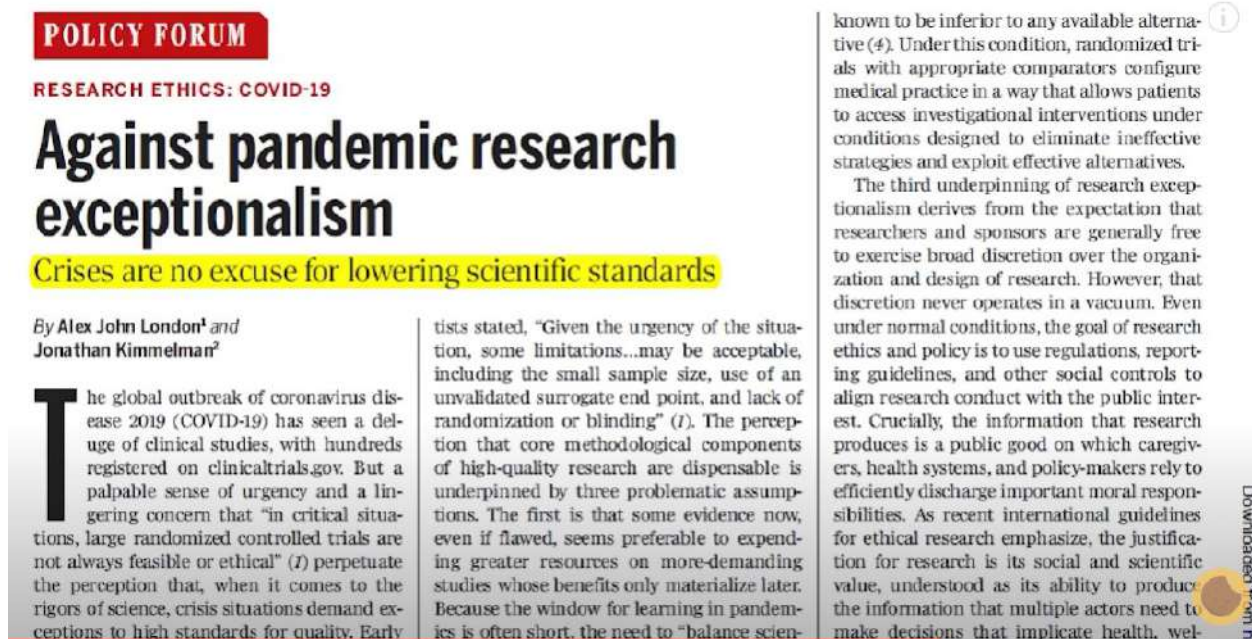 POLICY FORUM
RESEARCH ETHICS: COVID-19
Against pandemic research
exceptionalism
Crises are no excuse for lowering scientific standards
By Alex John London¹ and
Jonathan Kimmelman²
The global outbreak of coronavirus dis-
ease 2019 (COVID-19) has seen a del-
uge of clinical studies, with hundreds
registered on clinicaltrials.gov. But a
palpable sense of urgency and a lin-
gering concern that “in critical situa-
tions, large randomized controlled trials are
not always feasible or ethical” (1) perpetuate
the perception that, when it comes to the
rigors of science, crisis situations demand ex-
ceptions to high standards for quality. Early
tists stated, “Given the urgency of the situa-
tion, some limitations...may be acceptable,
including the small sample size, use of an
unvalidated surrogate end point, and lack of
randomization or blinding” (1). The percep-
tion that core methodological components
of high-quality research are dispensable is
underpinned by three problematic assump-
tions. The first is that some evidence now,
even if flawed, seems preferable to expend-
ing greater resources on more-demanding
studies whose benefits only materialize later.
Because the window for learning in pandem-
ics is often short, the need to “balance scien-
known to be inferior to any available alterna-
tive (4). Under this condition, randomized tri-
als with appropriate comparators configure
medical practice in a way that allows patients
to access investigational interventions under
conditions designed to eliminate ineffective
strategies and exploit effective alternatives.
The third underpinning of research excep-
tionalism derives from the expectation that
researchers and sponsors are generally free
to exercise broad discretion over the organi-
zation and design of research. However, that
discretion never operates in a vacuum. Even
under normal conditions, the goal of research
ethics and policy is to use regulations, report-
ing guidelines, and other social controls to
align research conduct with the public inter-
est. Crucially, the information that research
produces is a public good on which caregiv-
ers, health systems, and policy-makers rely to
efficiently discharge important moral respon-
sibilities. As recent international guidelines
for ethical research emphasize, the justifica-
tion for research is its social and scientific
value, understood as its ability to produce
the information that multiple actors need to
make decisions that implicate health, wel-
Downloaded